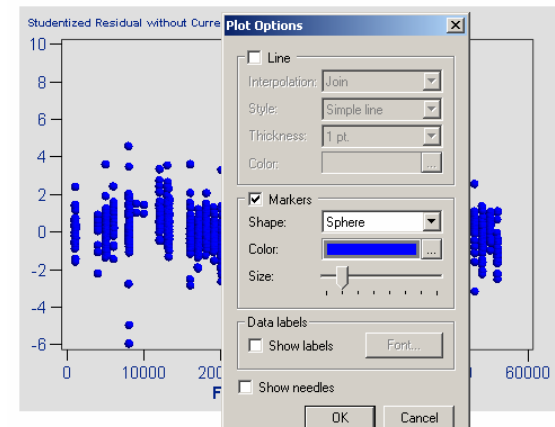 Studentized Residual without Curre
Plot Options
10
8
6
4
2
0
-2
-4
-6
0
10000
200
60000
F
Line
Interpolation: Join
Style: Simple line
Thickness: 1 pt.
Color: ...
Markers
Shape: Sphere
Color: ...
Size:
Data labels
Show labels
Font...
Show needles
OK
Cancel